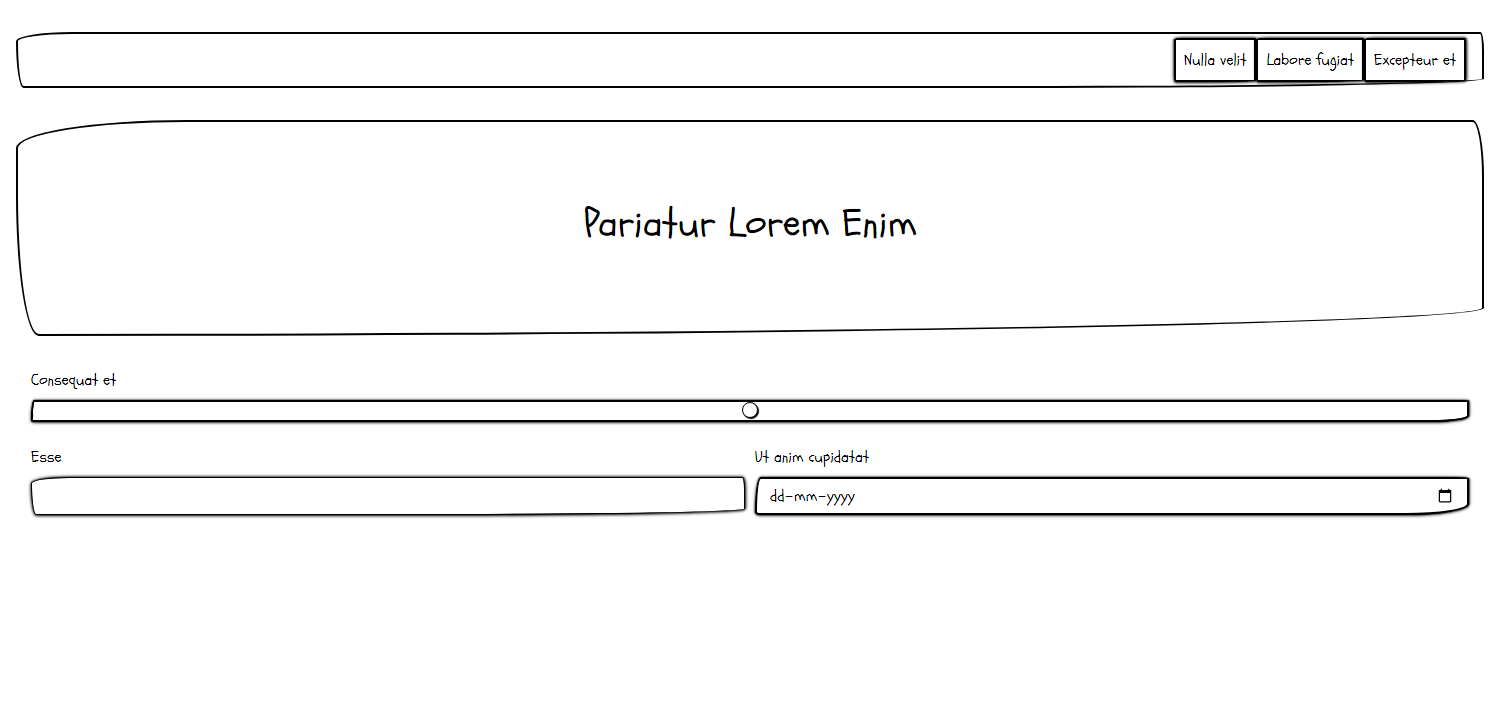 Nulla velit Labore fugiat Excepteur et
Pariatur Lorem Enim
Consequat et
Esse Ut anim cupidatat
dd-mm-yyyy